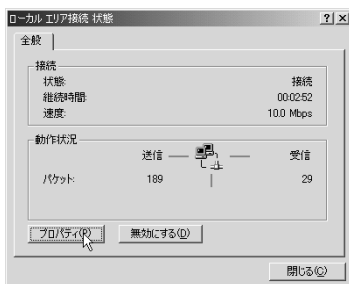 ローカル エリア接続 状態
全般
接続
状態: 接続
継続時間: 00:02:52
速度: 10.0 Mbps
動作状況
送信 受信
パケット: 189 29
プロパティ(P) 無効にする(D)
閉じる(C)